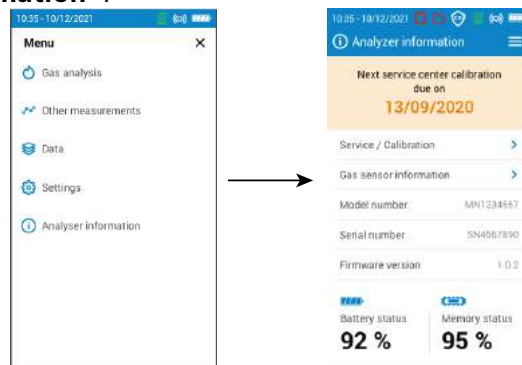 10:35 - 10/12/2021
Menu
Gas analysis
Other measurements
Data
Settings
Analyser information
10:35 - 10/12/2021
Analyzer information
Next service center calibration
due on
13/09/2020
Service / Calibration
Gas sensor information
Model number MN1234567
Serial number SN4567890
Firmware version 1.0.2
Battery status Memory status
92 % 95 %